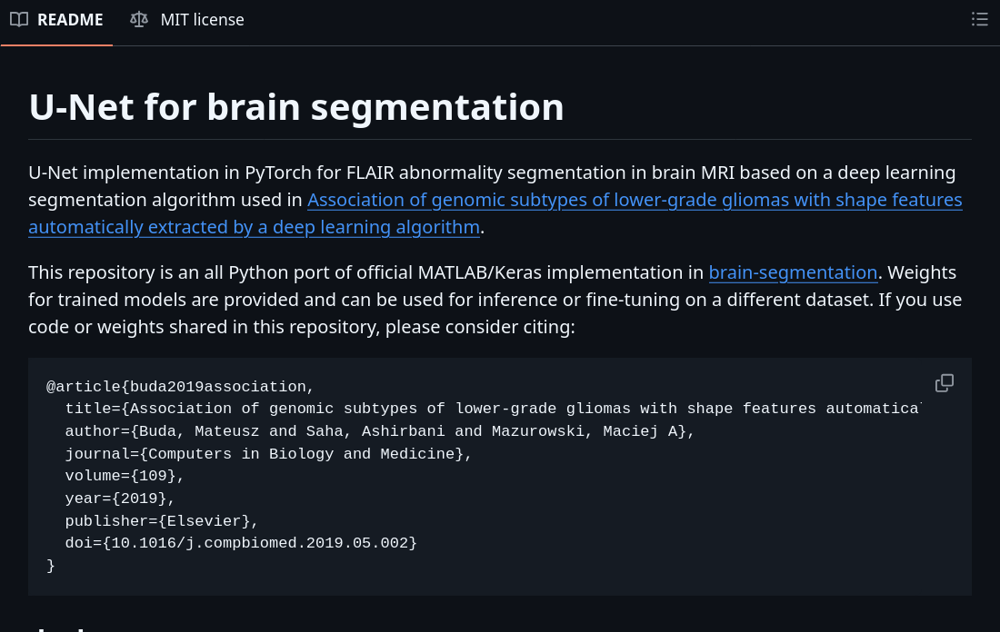 README MIT license
U-Net for brain segmentation
U-Net implementation in PyTorch for FLAIR abnormality segmentation in brain MRI based on a deep learning
segmentation algorithm used in Association of genomic subtypes of lower-grade gliomas with shape features
automatically extracted by a deep learning algorithm.
This repository is an all Python port of official MATLAB/Keras implementation in brain-segmentation. Weights
for trained models are provided and can be used for inference or fine-tuning on a different dataset. If you use
code or weights shared in this repository, please consider citing:
@article{buda2019association,
  title={Association of genomic subtypes of lower-grade gliomas with shape features automatica
  author={Buda, Mateusz and Saha, Ashirbani and Mazurowski, Maciej A},
  journal={Computers in Biology and Medicine},
  volume={109},
  year={2019},
  publisher={Elsevier},
  doi={10.1016/j.compbiomed.2019.05.002}
}